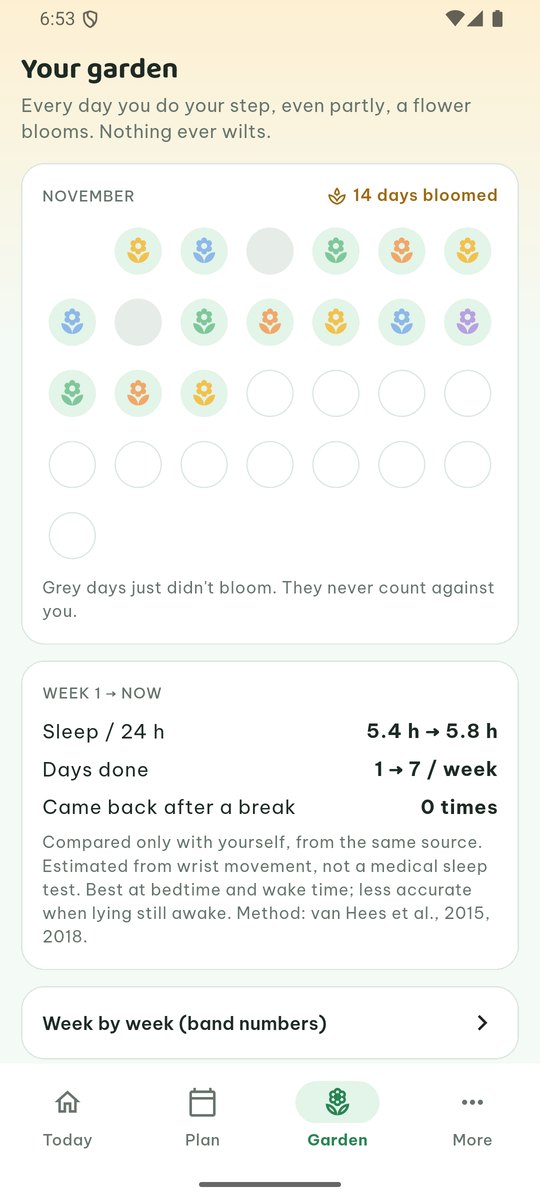 6:53
Your garden
Every day you do your step, even partly, a flower
blooms. Nothing ever wilts.
NOVEMBER
14 days bloomed
Grey days just didn't bloom. They never count against
you.
WEEK 1 → NOW
Sleep / 24 h
5.4 h → 5.8 h
Days done
1 → 7 / week
Came back after a break
0 times
Compared only with yourself, from the same source.
Estimated from wrist movement, not a medical sleep
test. Best at bedtime and wake time; less accurate
when lying still awake. Method: van Hees et al., 2015,
2018.
Week by week (band numbers)
Today
Plan
Garden
More